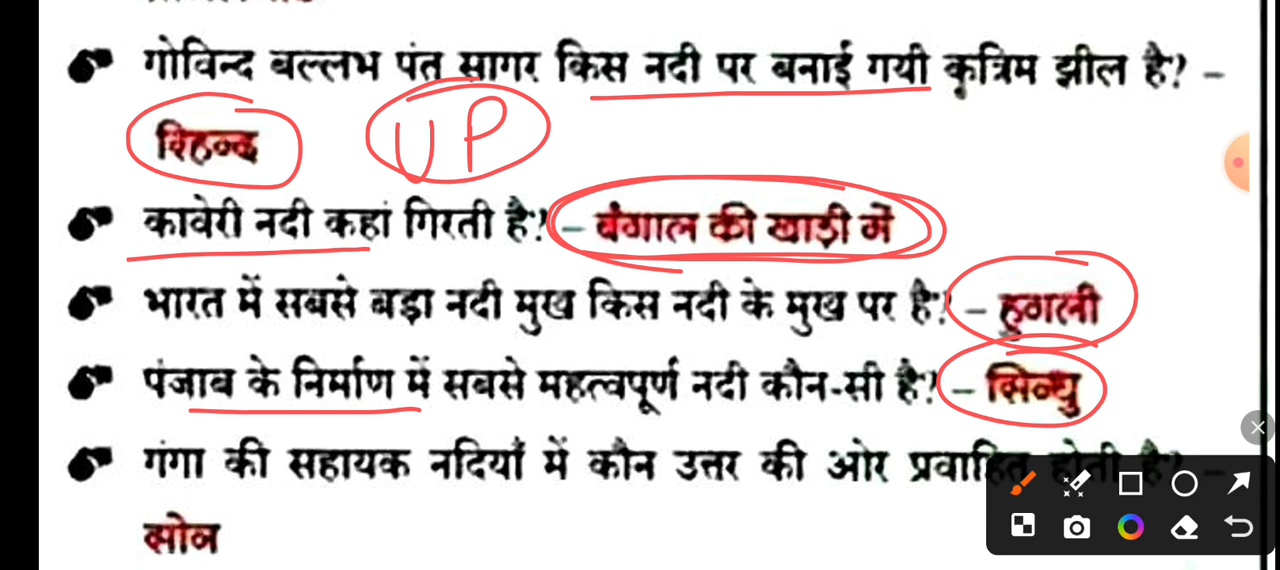 गोविन्द बल्लभ पंत सागर किस नदी पर बनाई गयी कृत्रिम झील है? –
रिहन्द UP
कावेरी नदी कहां गिरती है? – बंगाल की खाड़ी में
भारत में सबसे बड़ा नदी मुख किस नदी के मुख पर है? – हुगली
पंजाब के निर्माण में सबसे महत्वपूर्ण नदी कौन-सी है? – सिन्धु
गंगा की सहायक नदियाँ में कौन उत्तर की ओर प्रवाहित होती है? –
सोन